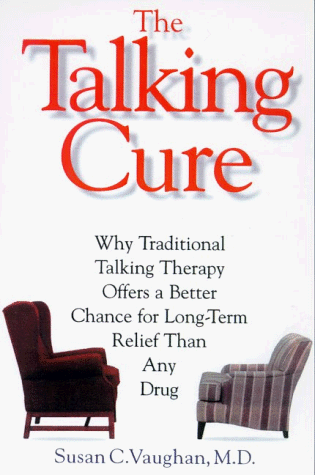 The
Talking
Cure
Why Traditional
Talking Therapy
Offers a Better
Chance for Long-Term
Relief Than
Any
Drug
Susan C. Vaughan, M.D.